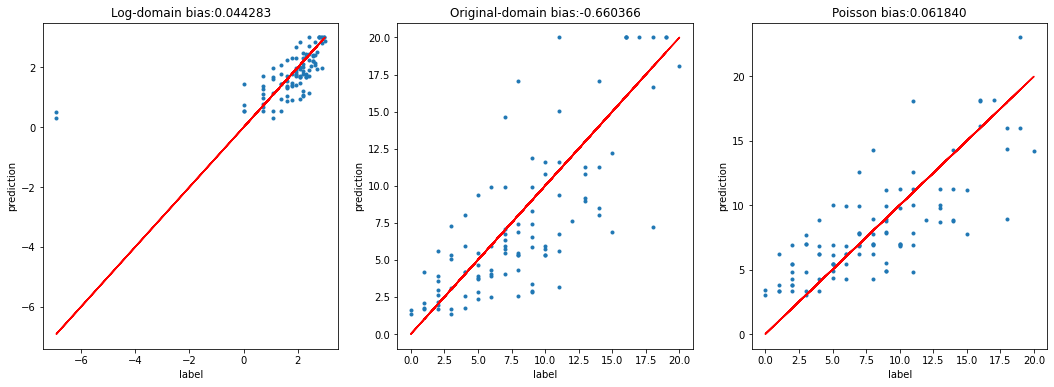 Log-domain bias:0.044283
2
0
−2
−4
−6
prediction
−6 −4 −2 0 2
label
Original-domain bias:-0.660366
20.0
17.5
15.0
12.5
10.0
7.5
5.0
2.5
0.0
prediction
0.0 2.5 5.0 7.5 10.0 12.5 15.0 17.5 20.0
label
Poisson bias:0.061840
20
15
10
5
0
prediction
0.0 2.5 5.0 7.5 10.0 12.5 15.0 17.5 20.0
label